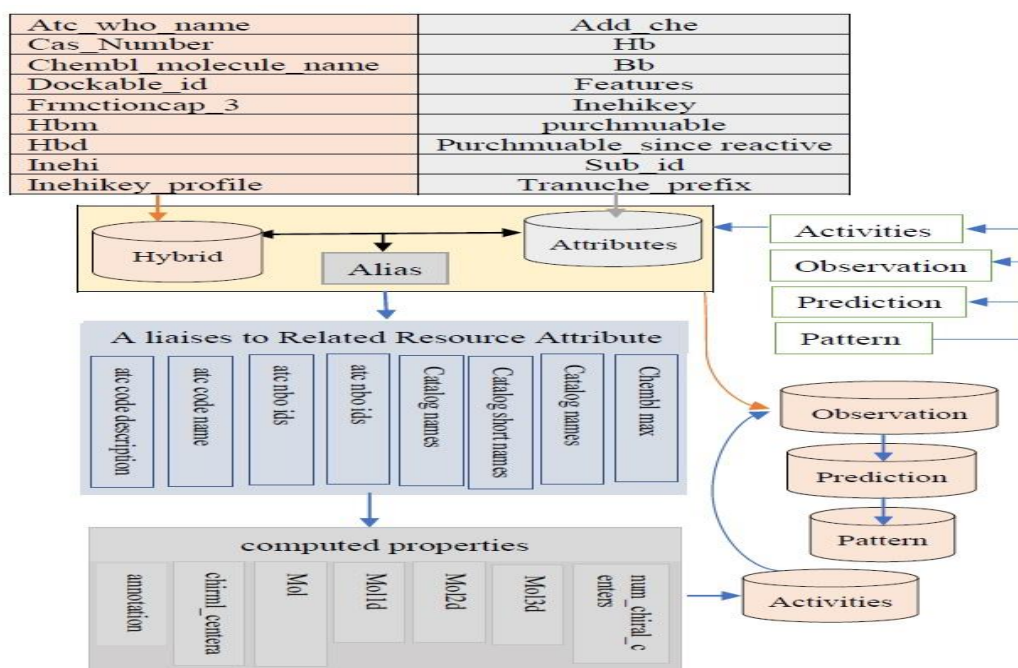 Atc_who_name Add_che
Cas_Number Hb
Chembl_molecule_name Bb
Dockable_id Features
Frmctioncap_3 Inehikey
Hbm purchmuable
Hbd Purchmuable_since reactive
Inehi Sub_id
Inehikey_profile Tranuche_prefix
Hybrid
Alias
Attributes
Activities
Observation
Prediction
Pattern
A liaises to Related Resource Attribute
atc code description
atc code name
atc nbo ids
atc nbo ids
Catalog names
Catalog short names
Catalog names
Chembl max
Observation
Prediction
Pattern
Activities
computed properties
annotation
chirml_centera
Mol
Mol1d
Mo2d
Mol3d
num_chiral_c
enters